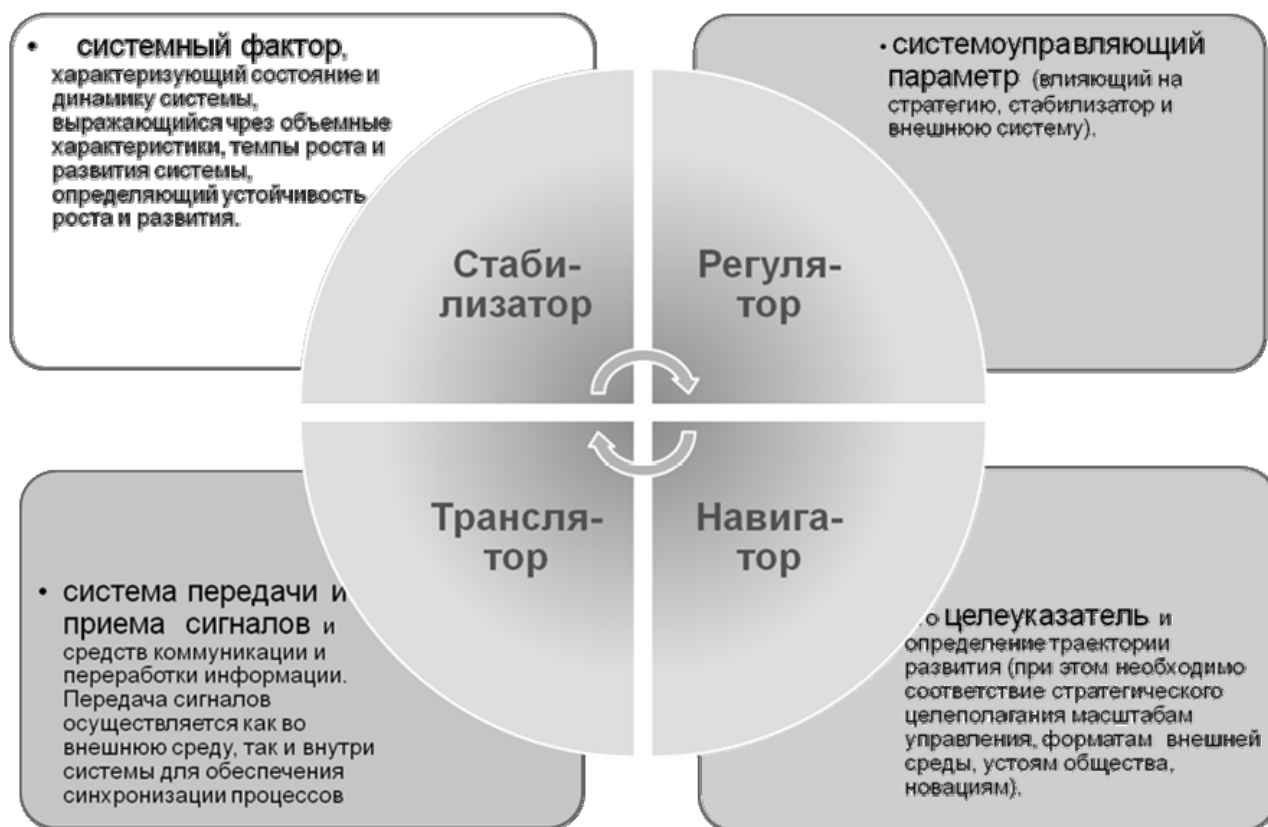 • системный фактор,
характеризующий состояние и
динамику системы,
выражающийся чрез объемные
характеристики, темпы роста и
развития системы,
определяющий устойчивость
роста и развития.
• системоуправляющий
параметр (влияющий на
стратегию, стабилизатор и
внешнюю систему).
Стаби-
лизатор
Регуля-
тор
Трансля-
тор
Навига-
тор
• система передачи и
приема сигналов и
средств коммуникации и
переработки информации.
Передача сигналов
осуществляется как во
внешнюю среду, так и внутри
системы для обеспечения
синхронизации процессов
целеуказатель и
определение траектории
развития (при этом необходимо
соответствие стратегического
целеполагания масштабам
управления, форматам внешней
среды, устоям общества,
новациям).